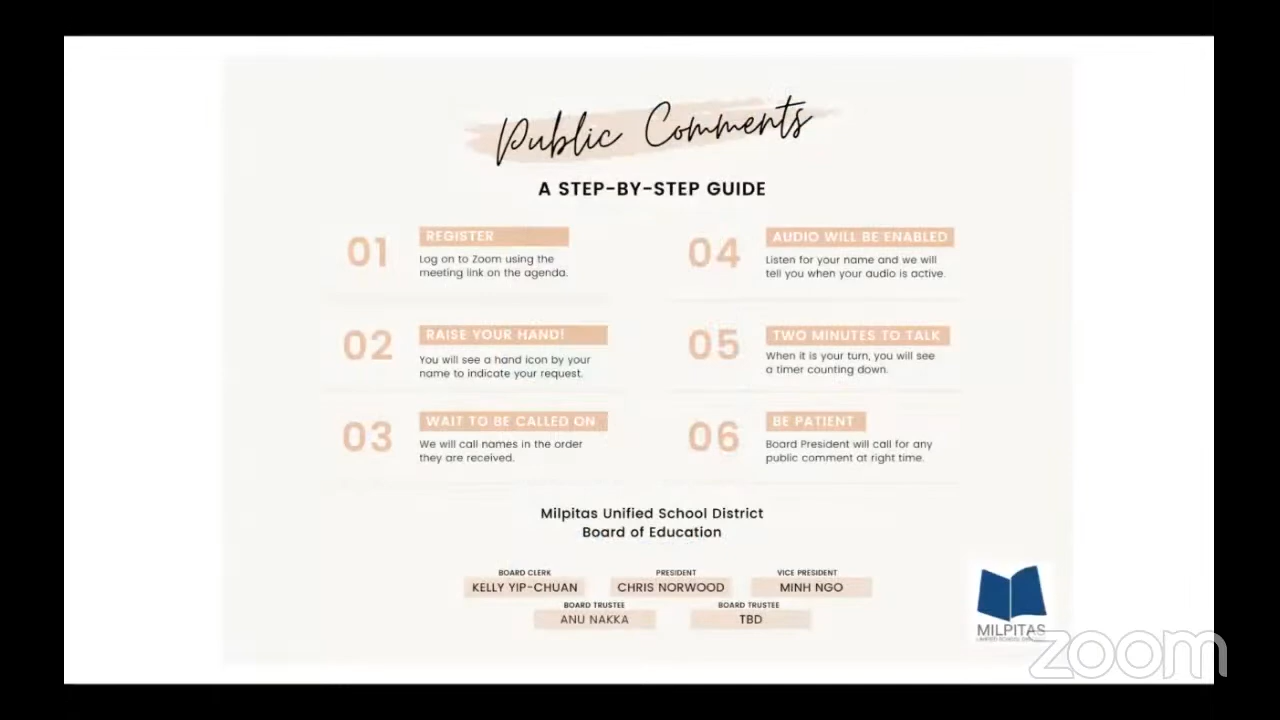 Public Comments
A STEP-BY-STEP GUIDE
01
REGISTER
Log on to Zoom using the
meeting link on the agenda.
02
RAISE YOUR HAND!
You will see a hand icon by your
name to indicate your request.
03
WAIT TO BE CALLED ON
We will call names in the order
they are received.
04
AUDIO WILL BE ENABLED
Listen for your name and we will
tell you when your audio is active.
05
TWO MINUTES TO TALK
When it is your turn, you will see
a timer counting down.
06
BE PATIENT
Board President will call for any
public comment at right time.
Milpitas Unified School District
Board of Education
BOARD CLERK
KELLY YIP-CHUAN
PRESIDENT
CHRIS NORWOOD
VICE PRESIDENT
MINH NGO
BOARD TRUSTEE
ANU NAKKA
BOARD TRUSTEE
TBD
MILPITAS
UNIFIED SCHOOL
zoom